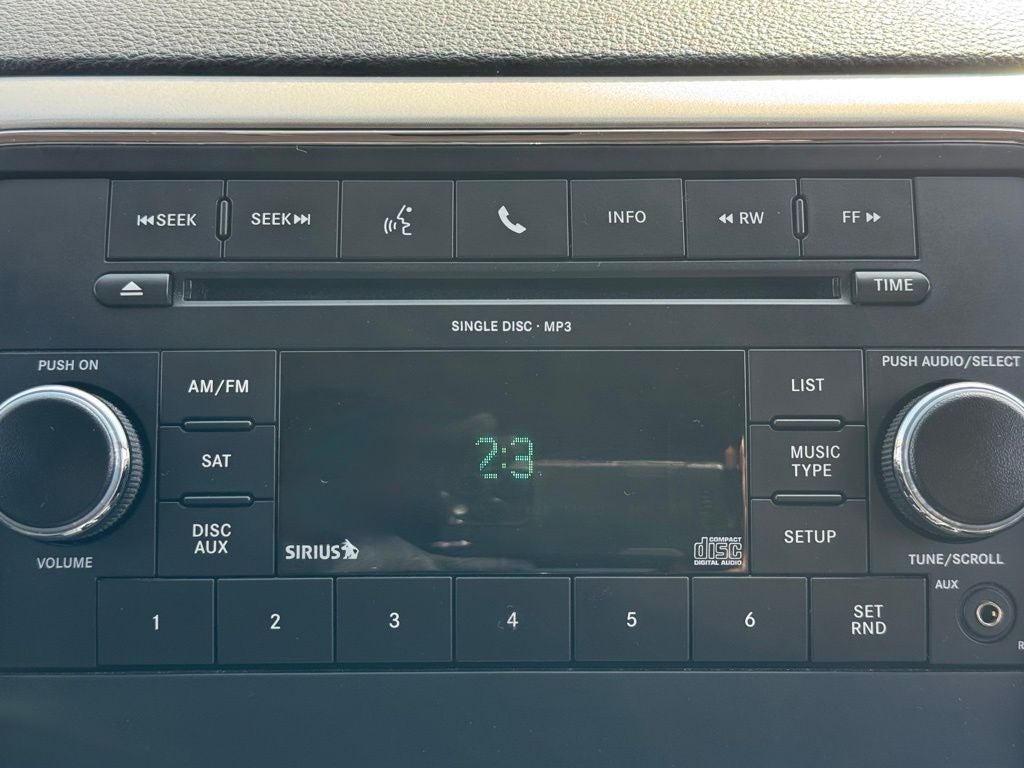 SEEK
SEEK
INFO
RW
FF
TIME
SINGLE DISC · MP3
PUSH ON
AM/FM
LIST
PUSH AUDIO/SELECT
SAT
2:3
MUSIC
TYPE
DISC
AUX
SETUP
SIRIUS
COMPACT
disc
DIGITAL AUDIO
VOLUME
TUNE/SCROLL
AUX
1
2
3
4
5
6
SET
RND
R